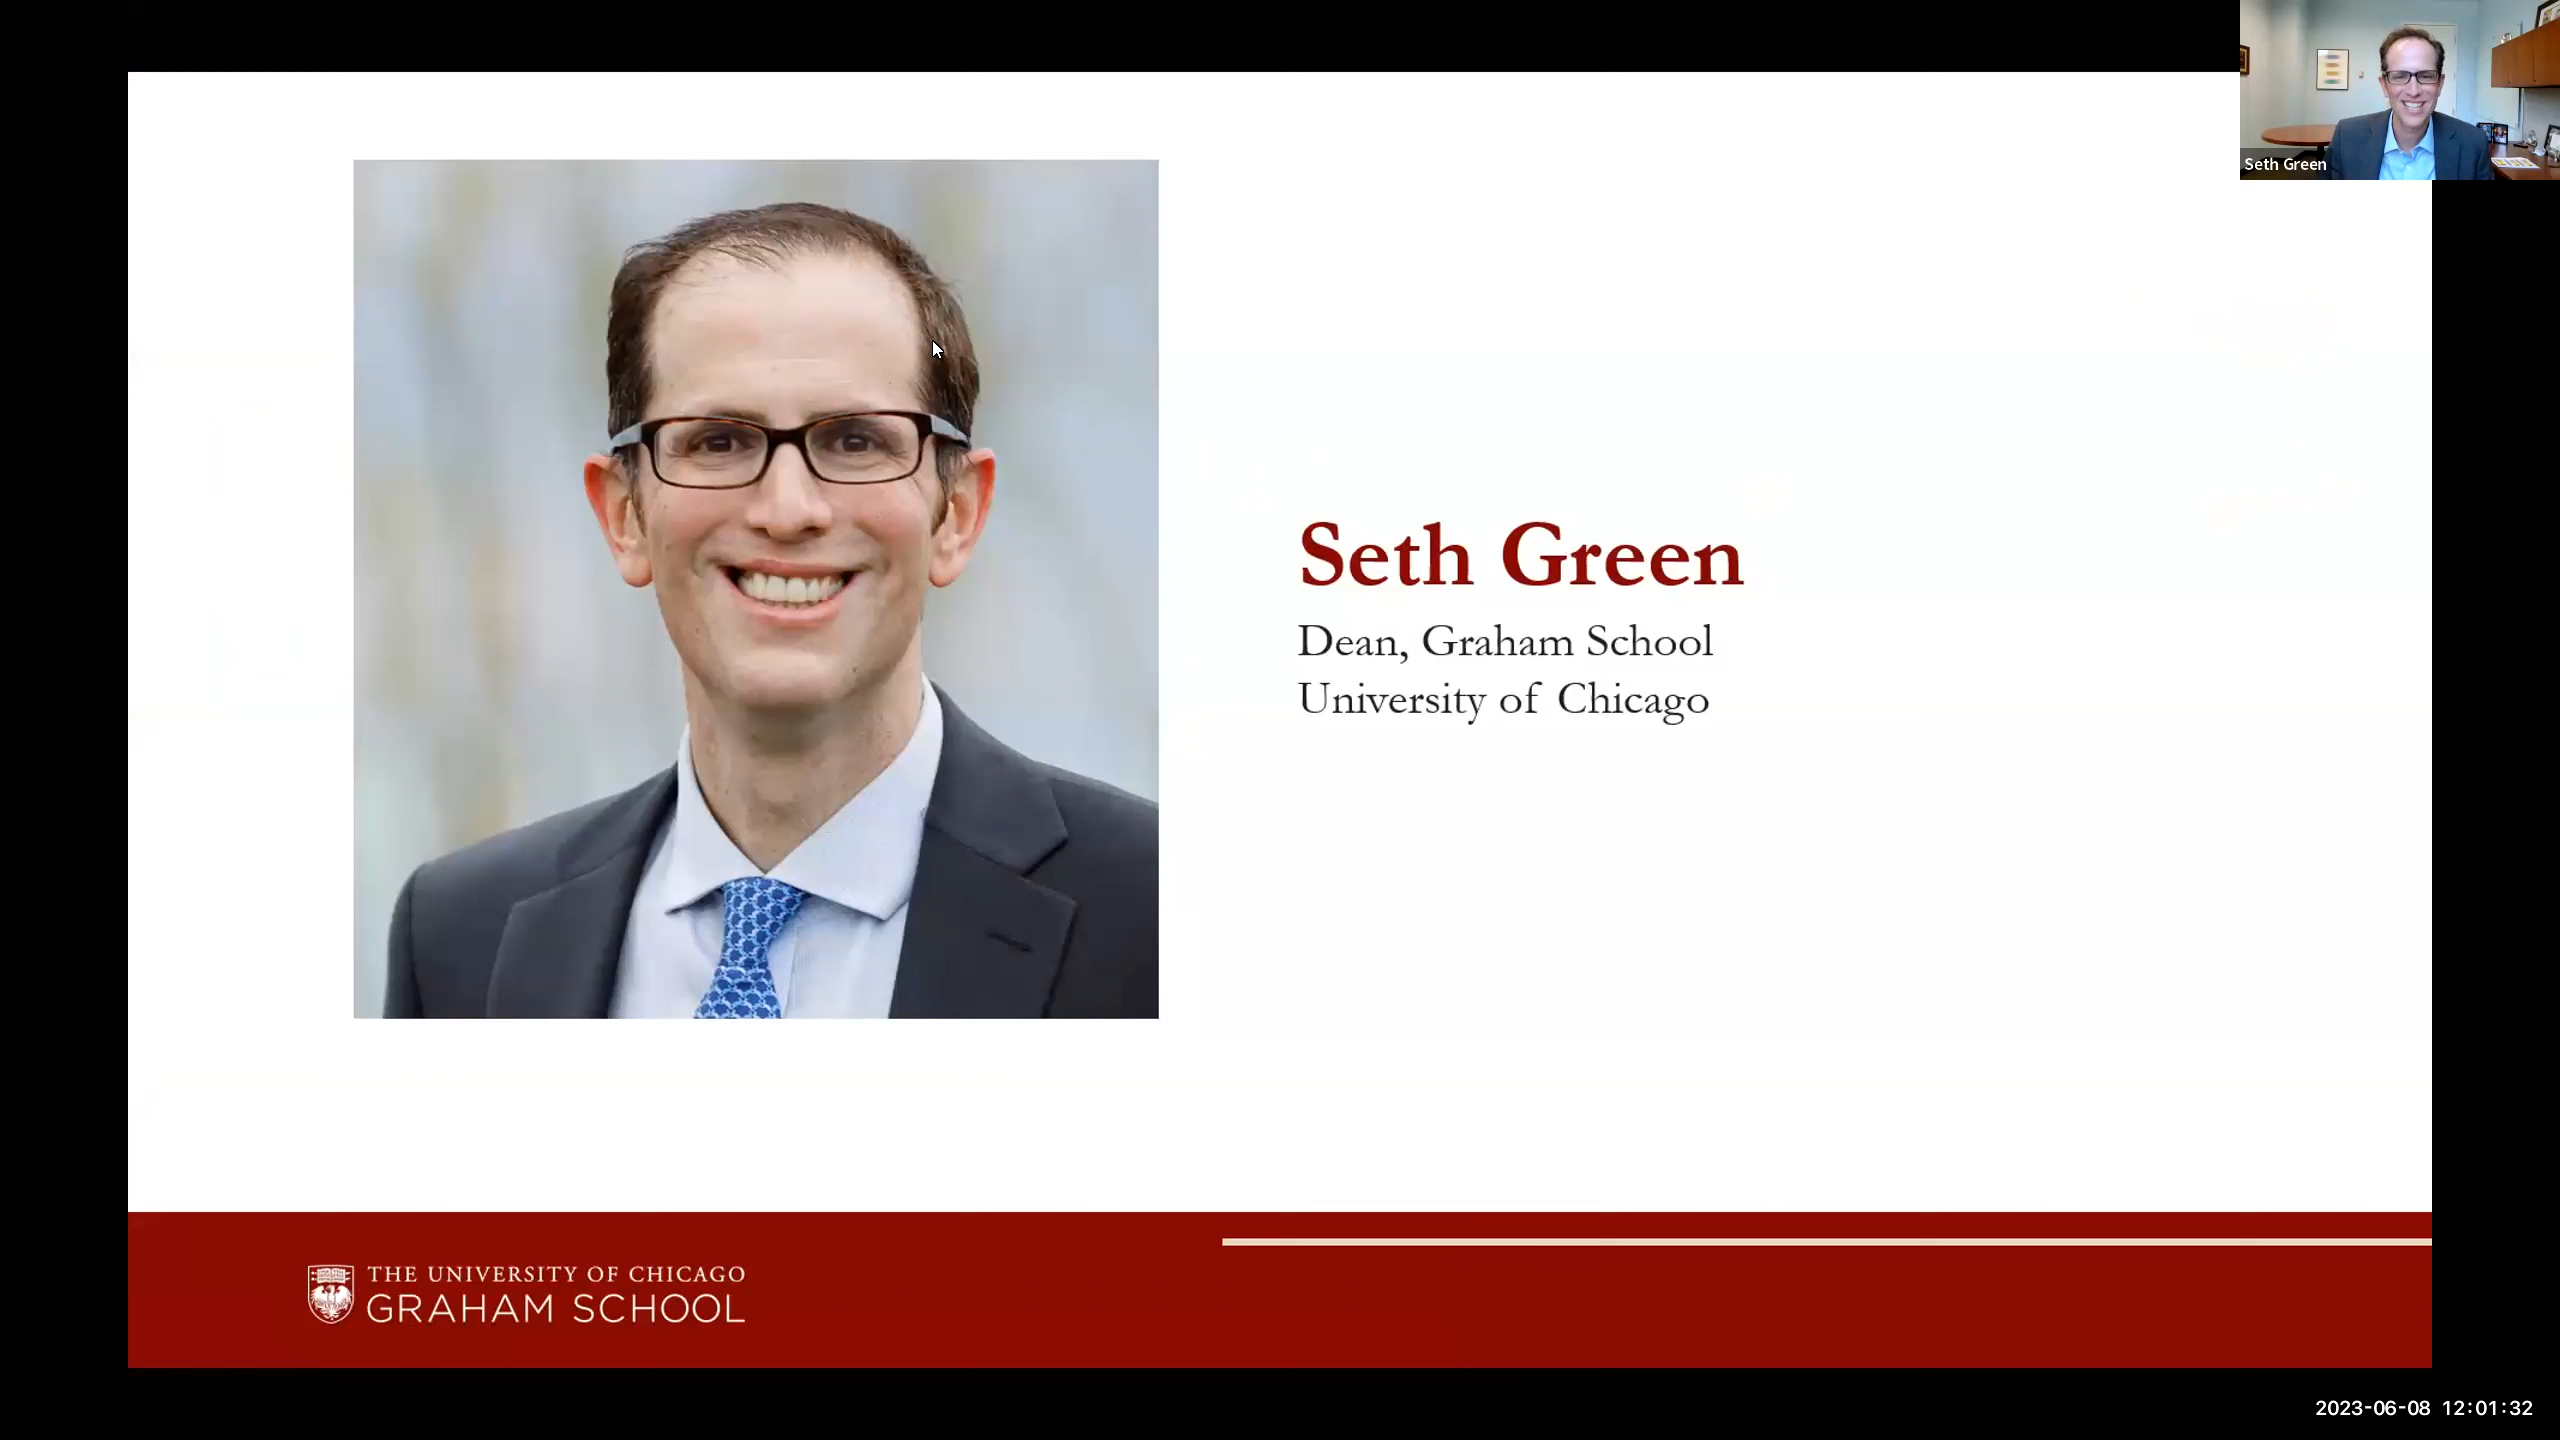 Seth Green
Seth Green
Dean, Graham School
University of Chicago
THE UNIVERSITY OF CHICAGO
GRAHAM SCHOOL
2023-06-08 12:01:32